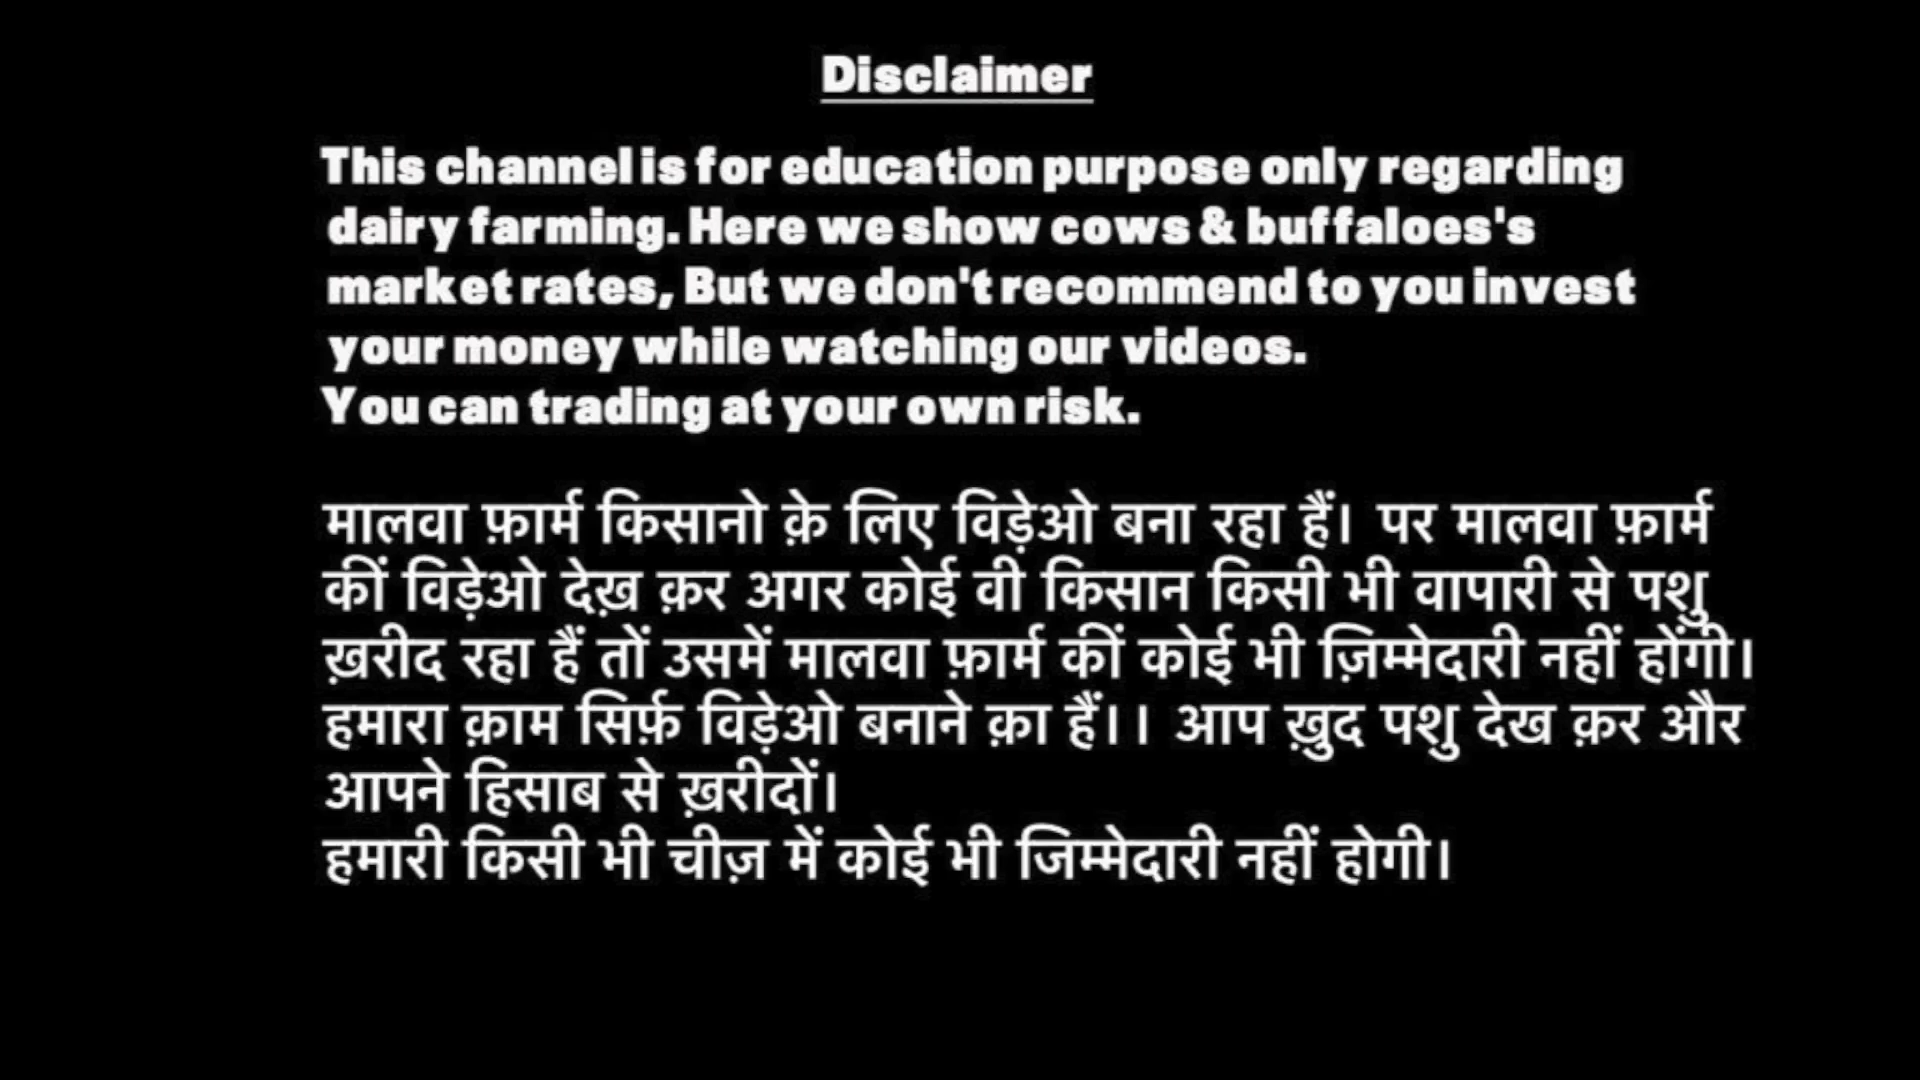 Disclaimer
This channel is for education purpose only regarding
dairy farming. Here we show cows & buffaloes's
market rates, But we don't recommend to you invest
your money while watching our videos.
You can trading at your own risk.
मालवा फ़ार्म किसानो क़े लिए विड़ेओ बना रहा हैं। पर मालवा फ़ार्म
कीं विड़ेओ देख़ क़र अगर कोई वी किसान किसी भी वापारी से पशु
ख़रीद रहा हैं तों उसमें मालवा फ़ार्म कीं कोई भी ज़िम्मेदारी नहीं होंगी।
हमारा क़ाम सिर्फ़ विड़ेओ बनाने क़ा हैं।। आप ख़ुद पशु देख क़र और
आपने हिसाब से ख़रीदों।
हमारी किसी भी चीज़ में कोई भी जिम्मेदारी नहीं होगी।